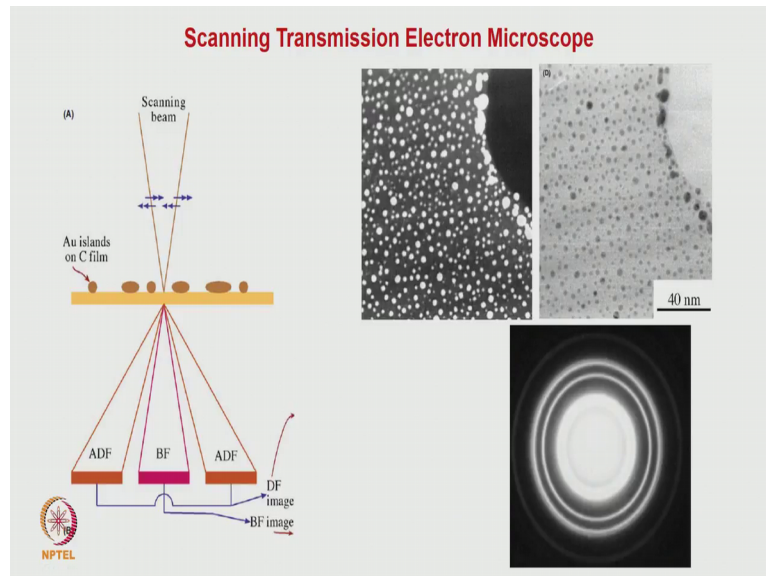 Scanning Transmission Electron Microscope
(A)
Scanning
beam
Au islands
on C film
ADF
BF
ADF
DF
image
BF image
(B)
NPTEL
(D)
40 nm